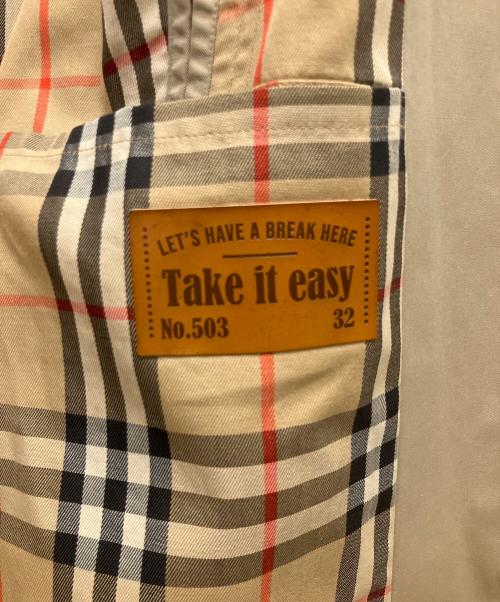 LET'S HAVE A BREAK HERE
Take it easy
No.503 32